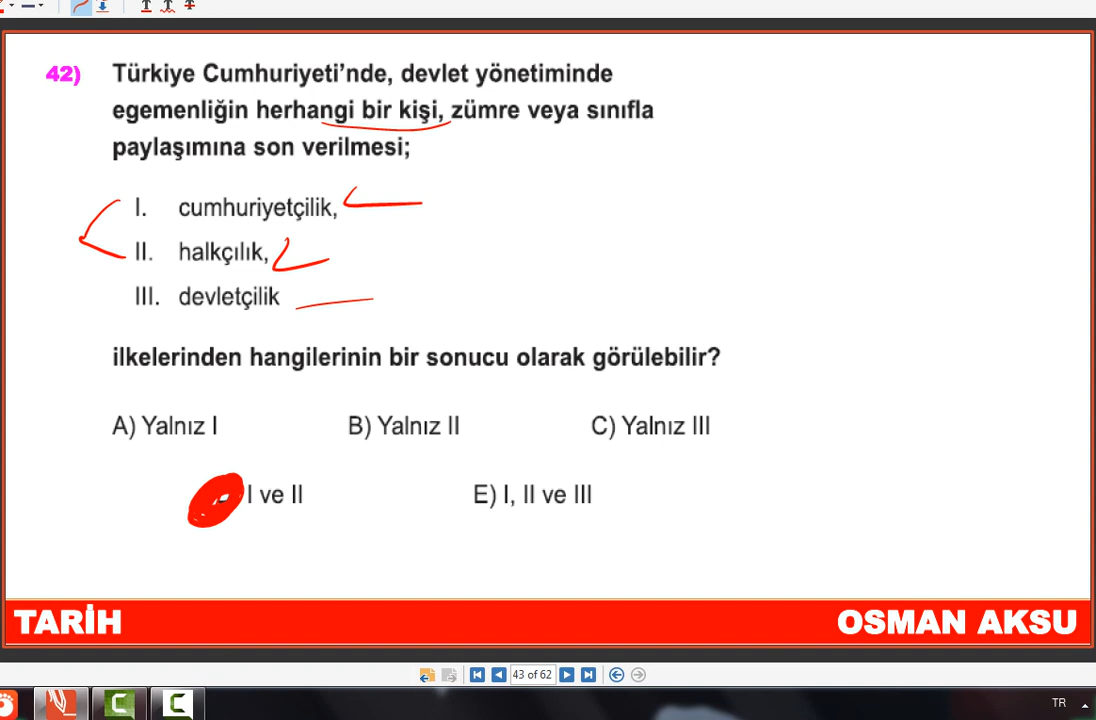 42) Türkiye Cumhuriyeti’nde, devlet yönetiminde
egemenliğin herhangi bir kişi, zümre veya sınıfla
paylaşımına son verilmesi;
I. cumhuriyetçilik,
II. halkçılık,
III. devletçilik
ilkelerinden hangilerinin bir sonucu olarak görülebilir?
A) Yalnız I B) Yalnız II C) Yalnız III
I ve II E) I, II ve III
TARİH OSMAN AKSU
43 of 62
TR